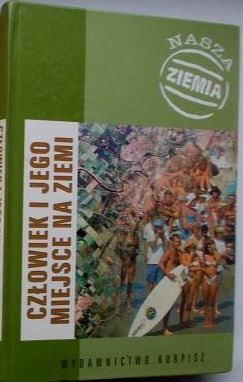 NASZA
ZIEMIA
CZŁOWIEK I JEGO
MIEJSCE NA ZIEMI
WYDAWNICTWO KURPISZ